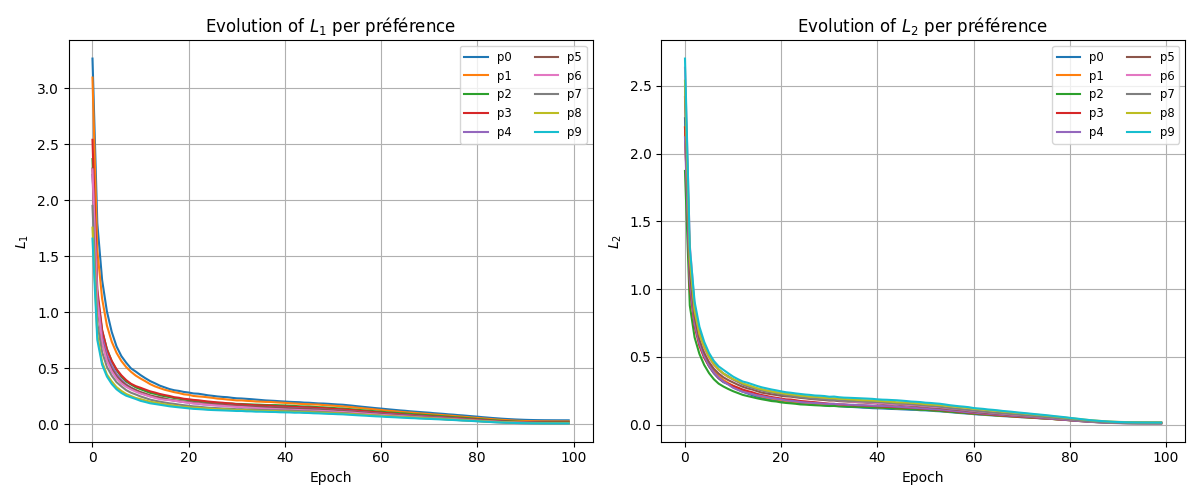 Evolution of L₁ per préférence
3.0
2.5
2.0
1.5
1.0
0.5
0.0
L₁
0 20 40 60 80 100
Epoch
p0 p5
p1 p6
p2 p7
p3 p8
p4 p9
Evolution of L₂ per préférence
2.5
2.0
1.5
1.0
0.5
0.0
L₂
0 20 40 60 80 100
Epoch
p0 p5
p1 p6
p2 p7
p3 p8
p4 p9